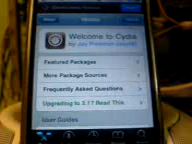 Welcome to Cydia
by Jay Freeman (saurik)
Featured Packages
More Package Sources
Frequently Asked Questions
Upgrading to 3.1? Read This
User Guides